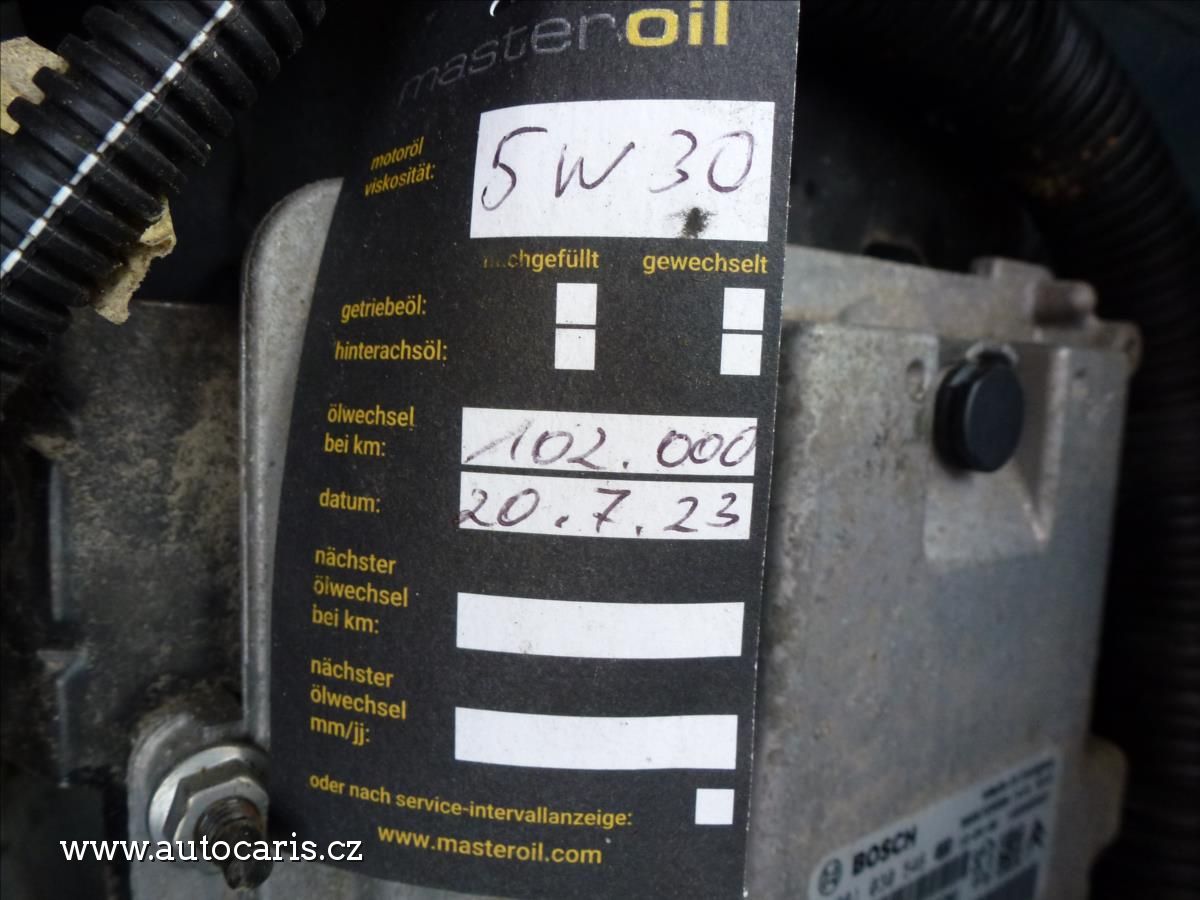 masteroil
motoröl
viskosität:
5W30
nachgefüllt gewechselt
getriebeöl:
hinterachsöl:
ölwechsel
bei km:
102.000
datum:
20.7.23
nächster
ölwechsel
bei km:
nächster
ölwechsel
mm/jj:
oder nach service-intervallanzeige:
www.masteroil.com
BOSCH
www.autocaris.cz